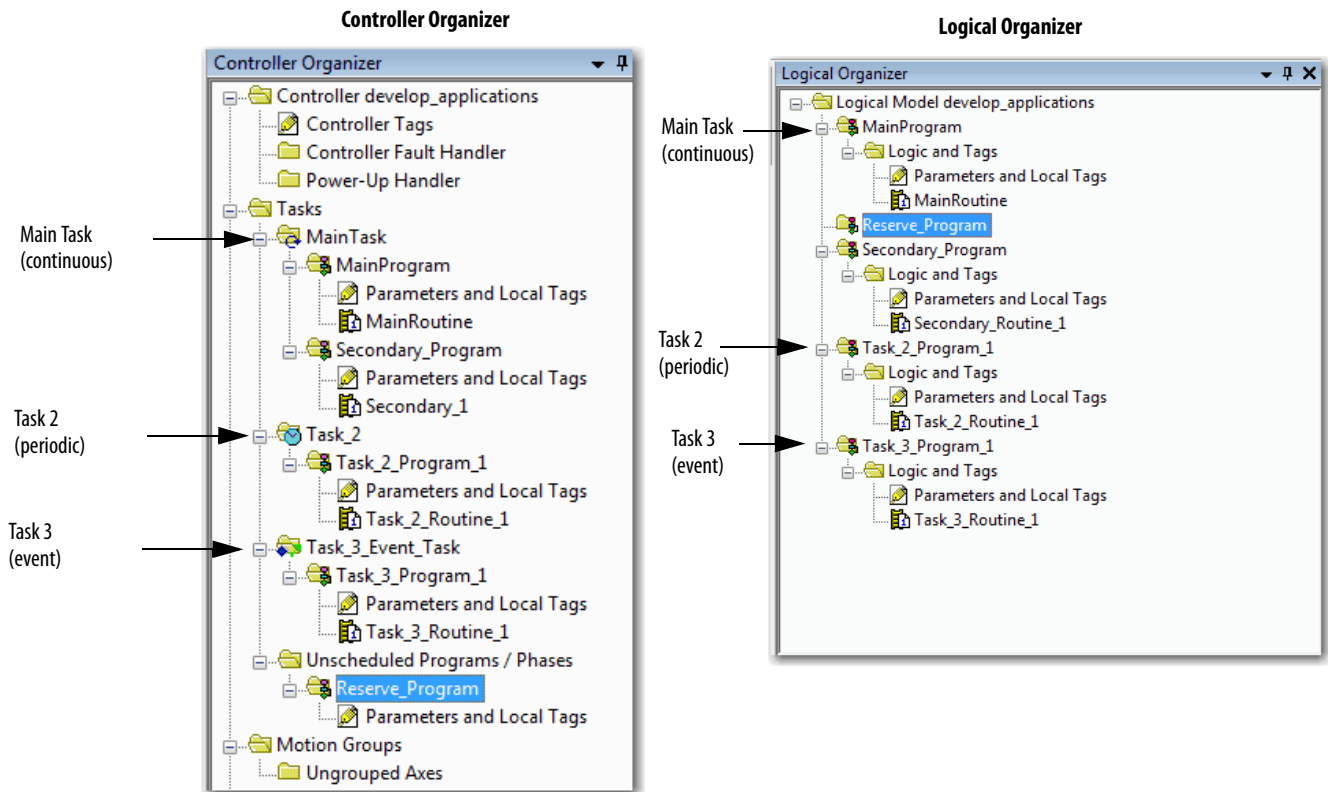 Controller Organizer
Controller Organizer
Controller develop_applications
Controller Tags
Controller Fault Handler
Power-Up Handler
Tasks
Main Task
(continuous)
MainTask
MainProgram
Parameters and Local Tags
MainRoutine
Secondary_Program
Parameters and Local Tags
Secondary_1
Task 2
(periodic)
Task_2
Task_2_Program_1
Parameters and Local Tags
Task_2_Routine_1
Task 3
(event)
Task_3_Event_Task
Task_3_Program_1
Parameters and Local Tags
Task_3_Routine_1
Unscheduled Programs / Phases
Reserve_Program
Parameters and Local Tags
Motion Groups
Ungrouped Axes
Logical Organizer
Logical Organizer
Logical Model develop_applications
Main Task
(continuous)
MainProgram
Logic and Tags
Parameters and Local Tags
MainRoutine
Reserve_Program
Secondary_Program
Logic and Tags
Parameters and Local Tags
Secondary_Routine_1
Task 2
(periodic)
Task_2_Program_1
Logic and Tags
Parameters and Local Tags
Task_2_Routine_1
Task 3
(event)
Task_3_Program_1
Logic and Tags
Parameters and Local Tags
Task_3_Routine_1